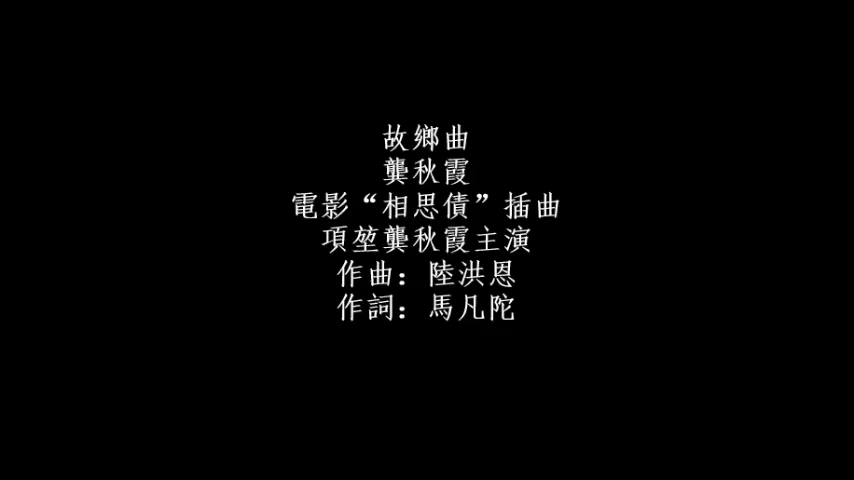 故鄉曲
龔秋霞
電影“相思債”插曲
項堃龔秋霞主演
作曲：陸洪恩
作詞：馬凡陀